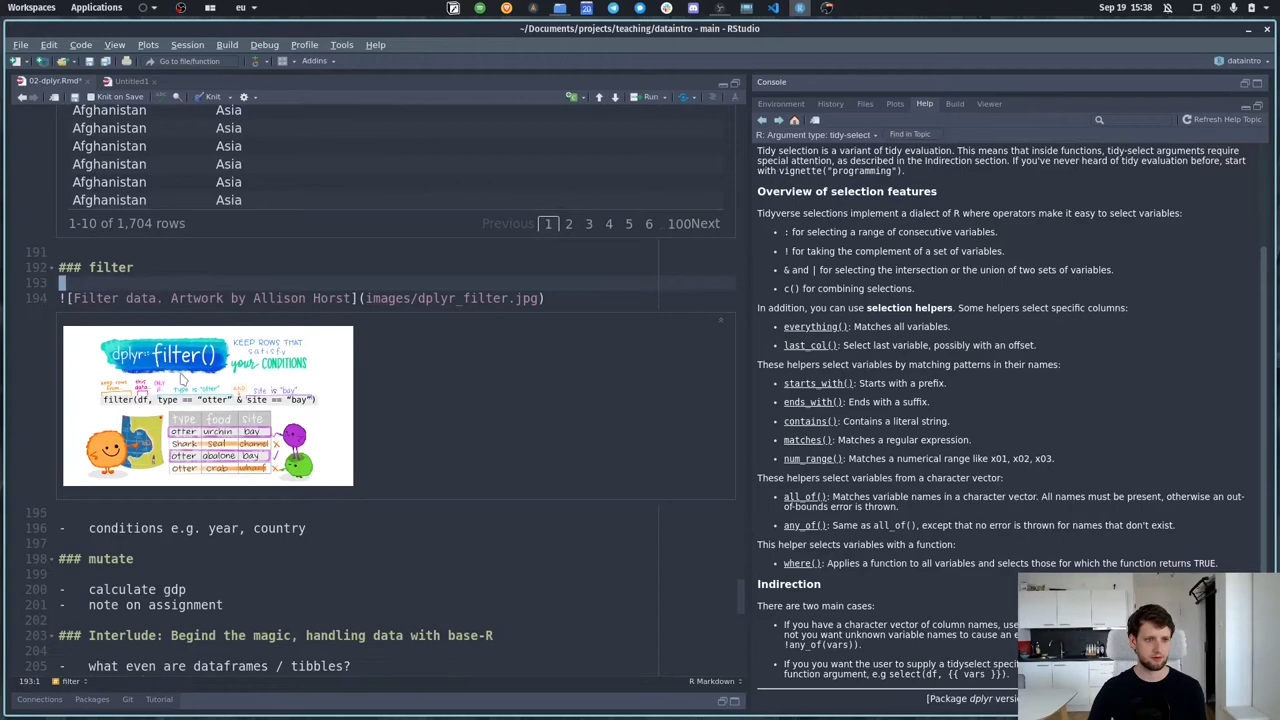 Workspaces
Applications
eu
Sep 19 15:38
~/Documents/projects/teaching/dataintro - main - RStudio
File Edit Code View Plots Session Build Debug Profile Tools Help
Go to file/function
Addins
dataintro
02-dplyr.Rmd*
Untitled1
Knit on Save
Knit
Run
Afghanistan Asia
Afghanistan Asia
Afghanistan Asia
Afghanistan Asia
Afghanistan Asia
Afghanistan Asia
1-10 of 1,704 rows
Previous 1 2 3 4 5 6 100Next
191
192 ### filter
193
194 ![Filter data. Artwork by Allison Horst](images/dplyr_filter.jpg)
dplyr::filter()
KEEP ROWS THAT
satisfy
your CONDITIONS
keep rows from... this data... ONLY IF... type is "otter" AND site is "bay"
filter(df, type == "otter" & site == "bay")
type food site
otter urchin bay
Shark seal channel
otter abalone bay
otter crab wharf
195
196 - conditions e.g. year, country
197
198 ### mutate
199
200 - calculate gdp
201 - note on assignment
202
203 ### Interlude: Begind the magic, handling data with base-R
204
205 - what even are dataframes / tibbles?
193:1
filter
R Markdown
Connections Packages Git Tutorial
Console
Environment History Files Plots Help Build Viewer
Refresh Help Topic
R: Argument type: tidy-select
Find in Topic
Tidy selection is a variant of tidy evaluation. This means that inside functions, tidy-select arguments require
special attention, as described in the Indirection section. If you've never heard of tidy evaluation before, start
with vignette("programming").
Overview of selection features
Tidyverse selections implement a dialect of R where operators make it easy to select variables:
• : for selecting a range of consecutive variables.
• ! for taking the complement of a set of variables.
• & and | for selecting the intersection or the union of two sets of variables.
• c() for combining selections.
In addition, you can use selection helpers. Some helpers select specific columns:
• everything(): Matches all variables.
• last_col(): Select last variable, possibly with an offset.
These helpers select variables by matching patterns in their names:
• starts_with(): Starts with a prefix.
• ends_with(): Ends with a suffix.
• contains(): Contains a literal string.
• matches(): Matches a regular expression.
• num_range(): Matches a numerical range like x01, x02, x03.
These helpers select variables from a character vector:
• all_of(): Matches variable names in a character vector. All names must be present, otherwise an out-
of-bounds error is thrown.
• any_of(): Same as all_of(), except that no error is thrown for names that don't exist.
This helper selects variables with a function:
• where(): Applies a function to all variables and selects those for which the function returns TRUE.
Indirection
There are two main cases:
• If you have a character vector of column names, use
not you want unknown variable names to cause an e
!any_of(vars)).
• If you you want the user to supply a tidyselect speci
function argument, e.g select(df, {{ vars }}).
[Package dplyr versio